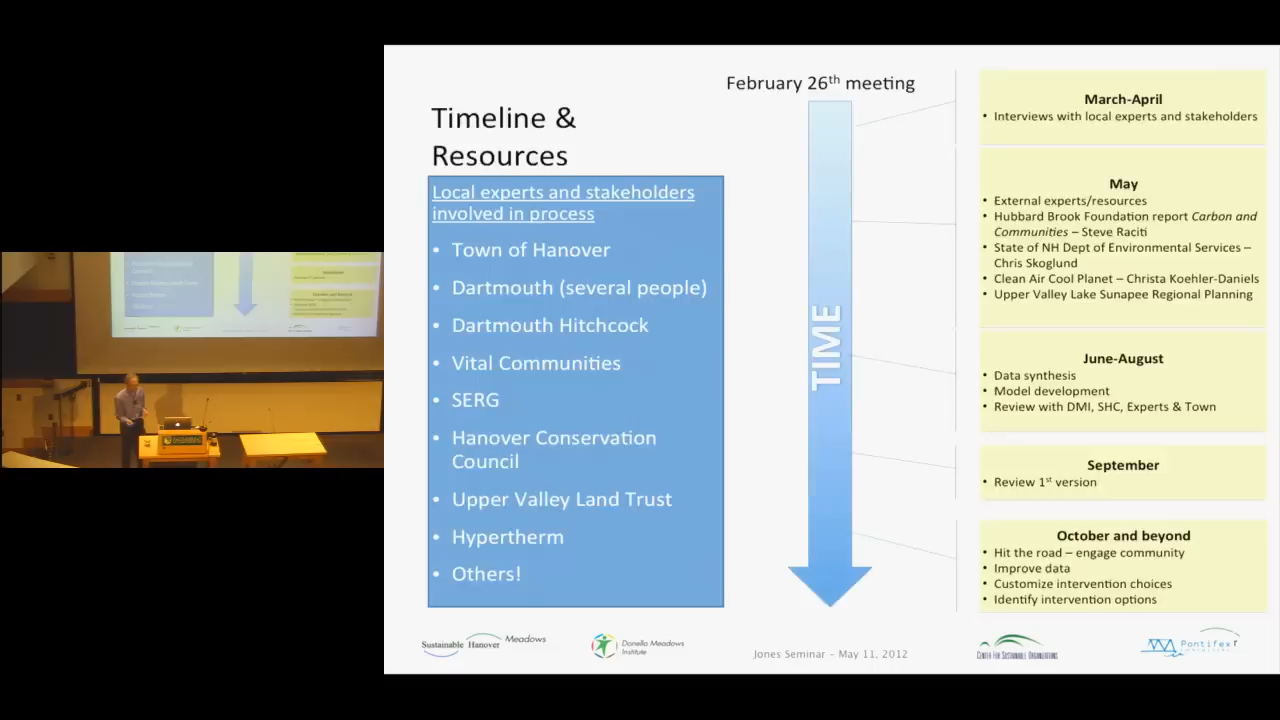 February 26th meeting
Timeline &
Resources
Local experts and stakeholders
involved in process
• Town of Hanover
• Dartmouth (several people)
• Dartmouth Hitchcock
• Vital Communities
• SERG
• Hanover Conservation
Council
• Upper Valley Land Trust
• Hypertherm
• Others!
TIME
March-April
• Interviews with local experts and stakeholders
May
• External experts/resources
• Hubbard Brook Foundation report Carbon and
Communities – Steve Raciti
• State of NH Dept of Environmental Services –
Chris Skoglund
• Clean Air Cool Planet – Christa Koehler-Daniels
• Upper Valley Lake Sunapee Regional Planning
June-August
• Data synthesis
• Model development
• Review with DMI, SHC, Experts & Town
September
• Review 1st version
October and beyond
• Hit the road – engage community
• Improve data
• Customize intervention choices
• Identify intervention options
Sustainable Hanover
Meadows
Donella Meadows
Institute
Jones Seminar – May 11, 2012
Center for Sustainable Organizations
Pontifex